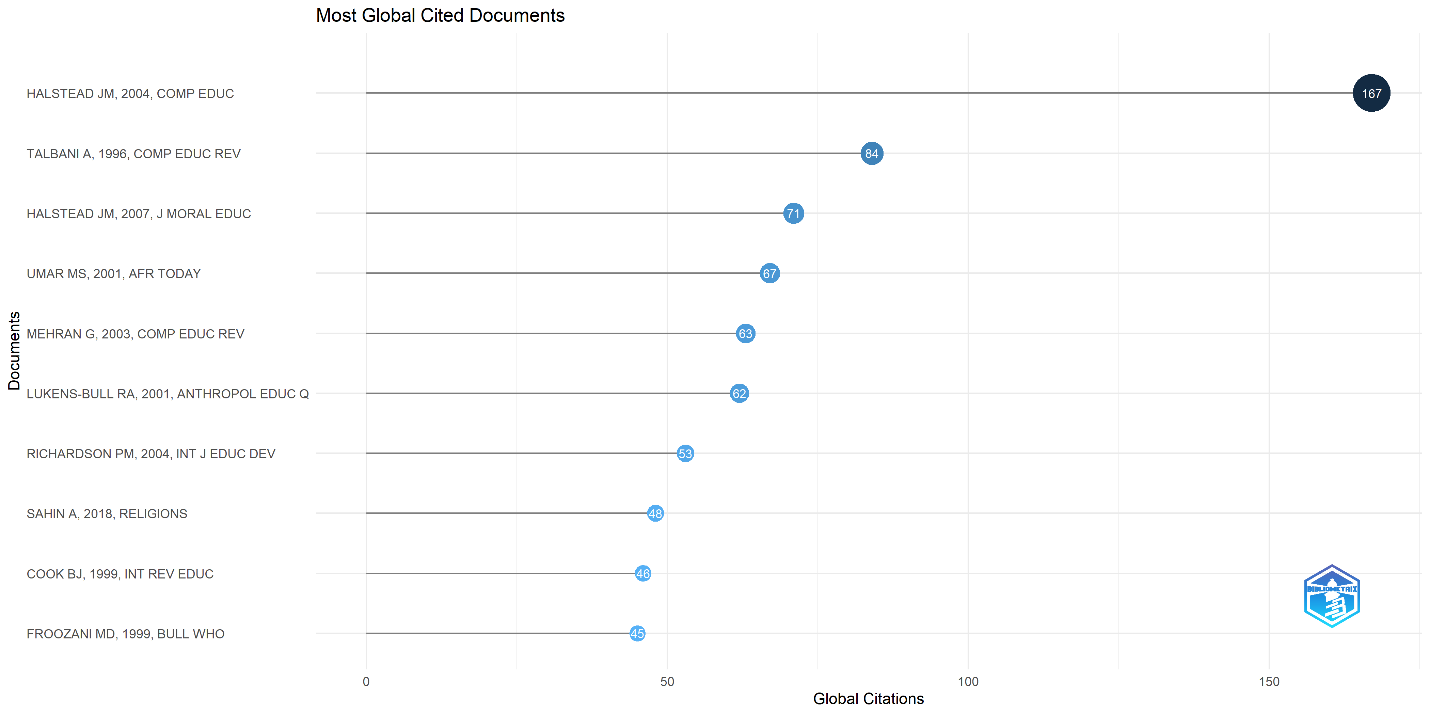 Most Global Cited Documents
HALSTEAD JM, 2004, COMP EDUC
167
TALBANI A, 1996, COMP EDUC REV
84
HALSTEAD JM, 2007, J MORAL EDUC
71
UMAR MS, 2001, AFR TODAY
67
MEHRAN G, 2003, COMP EDUC REV
63
LUKENS-BULL RA, 2001, ANTHROPOL EDUC Q
62
RICHARDSON PM, 2004, INT J EDUC DEV
53
SAHIN A, 2018, RELIGIONS
48
COOK BJ, 1999, INT REV EDUC
46
FROOZANI MD, 1999, BULL WHO
45
Documents
BIBLIOMETRIX
0 50 100 150
Global Citations